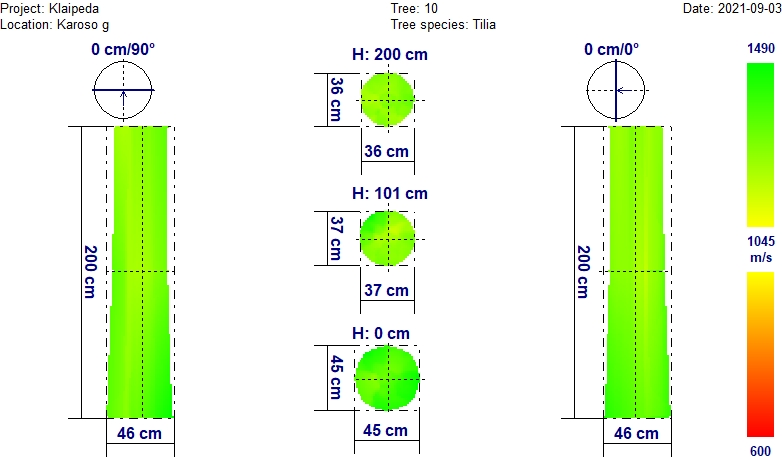 Project: Klaipeda
Tree: 10
Date: 2021-09-03
Location: Karoso g
Tree species: Tilia
0 cm/90°
H: 200 cm
0 cm/0°
1490
36 cm
36 cm
H: 101 cm
37 cm
37 cm
200 cm
200 cm
1045
m/s
H: 0 cm
45 cm
46 cm
45 cm
46 cm
600